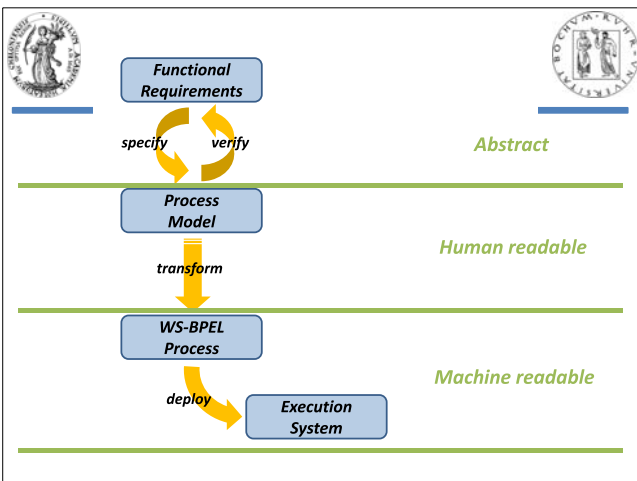 Functional
Requirements
specify
verify
Abstract
Process
Model
transform
Human readable
WS-BPEL
Process
Machine readable
deploy
Execution
System